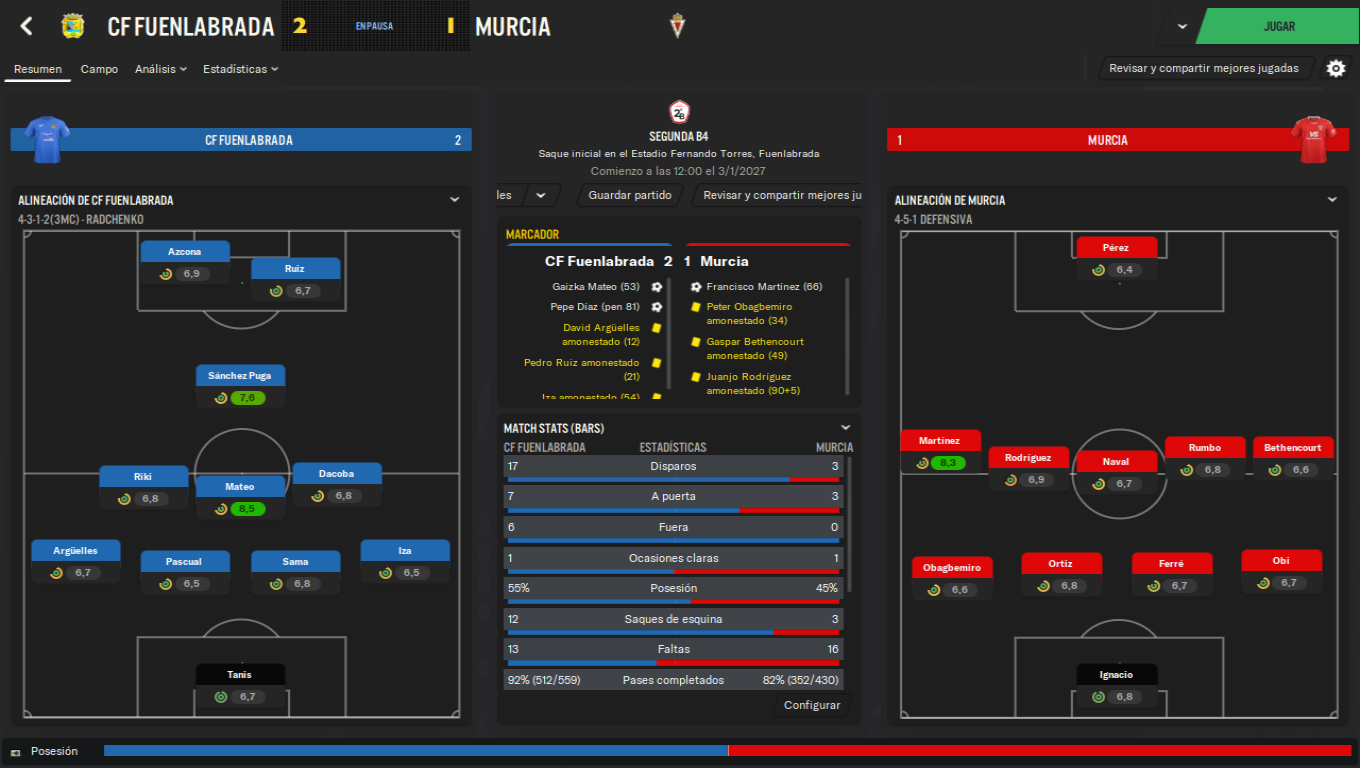 CF FUENLABRADA
2
EN PAUSA
1
MURCIA
JUGAR
Resumen
Campo
Análisis
Estadísticas
Revisar y compartir mejores jugadas
CF FUENLABRADA
2
2B
SEGUNDA B4
Saque inicial en el Estadio Fernando Torres, Fuenlabrada
Comienzo a las 12:00 el 3/1/2027
les
Guardar partido
Revisar y compartir mejores ju
1
MURCIA
ALINEACIÓN DE CF FUENLABRADA
4-3-1-2(3MC) - RADCHENKO
Azcona
6,9
Ruiz
6,7
Sánchez Puga
7,6
Riki
6,8
Mateo
8,5
Dacoba
6,8
Argüelles
6,7
Pascual
6,5
Sama
6,8
Iza
6,5
Tanis
6,7
MARCADOR
CF Fuenlabrada 2
1 Murcia
Gaizka Mateo (53)
Pepe Díaz (pen 81)
David Argüelles
amonestado (12)
Pedro Ruiz amonestado
(21)
Iza amonestado (54)
Francisco Martínez (66)
Peter Obagbemiro
amonestado (34)
Gaspar Bethencourt
amonestado (49)
Juanjo Rodríguez
amonestado (90+5)
MATCH STATS (BARS)
CF FUENLABRADA ESTADÍSTICAS MURCIA
17 Disparos 3
7 A puerta 3
6 Fuera 0
1 Ocasiones claras 1
55% Posesión 45%
12 Saques de esquina 3
13 Faltas 16
92% (512/559) Pases completados 82% (352/430)
Configurar
ALINEACIÓN DE MURCIA
4-5-1 DEFENSIVA
Pérez
6,4
Martínez
8,3
Rodríguez
6,9
Naval
6,7
Rumbo
6,8
Bethencourt
6,6
Obagbemiro
6,6
Ortiz
6,8
Ferré
6,7
Obi
6,7
Ignacio
6,8
Posesión